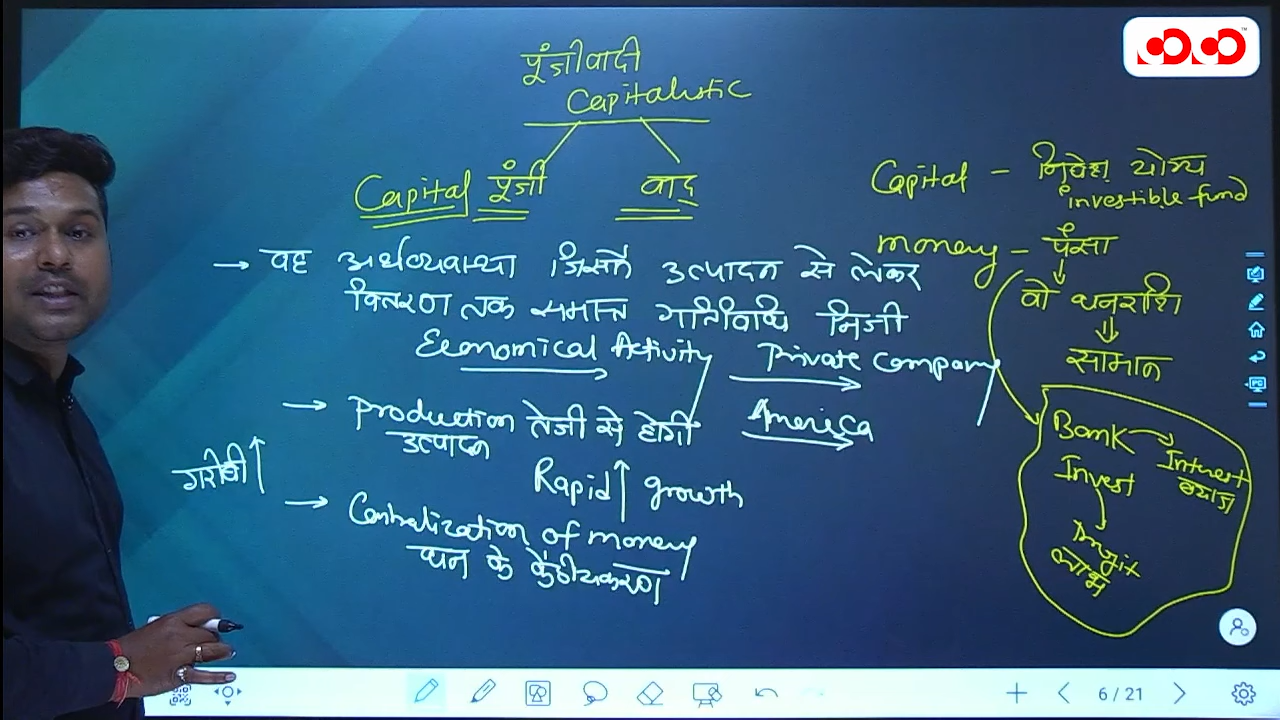 पूंजीवादी
Capitalistic
Capital पूंजी
वाद
→ वह अर्थव्यवस्था जिसमें उत्पादन से लेकर
वितरण तक समस्त गतिविधि निजी
Economical Activity
Private Company
→ Production तेजी से होगी
उत्पादन
America
Rapid growth
गरीबी
→ Centralization of money
धन के केंद्रीयकरण
Capital - निवेश योग्य
investible fund
money - पैसा
वो धनराशि
सामान
Bank
Interest
ब्याज
Invest
लाभ
6 / 21